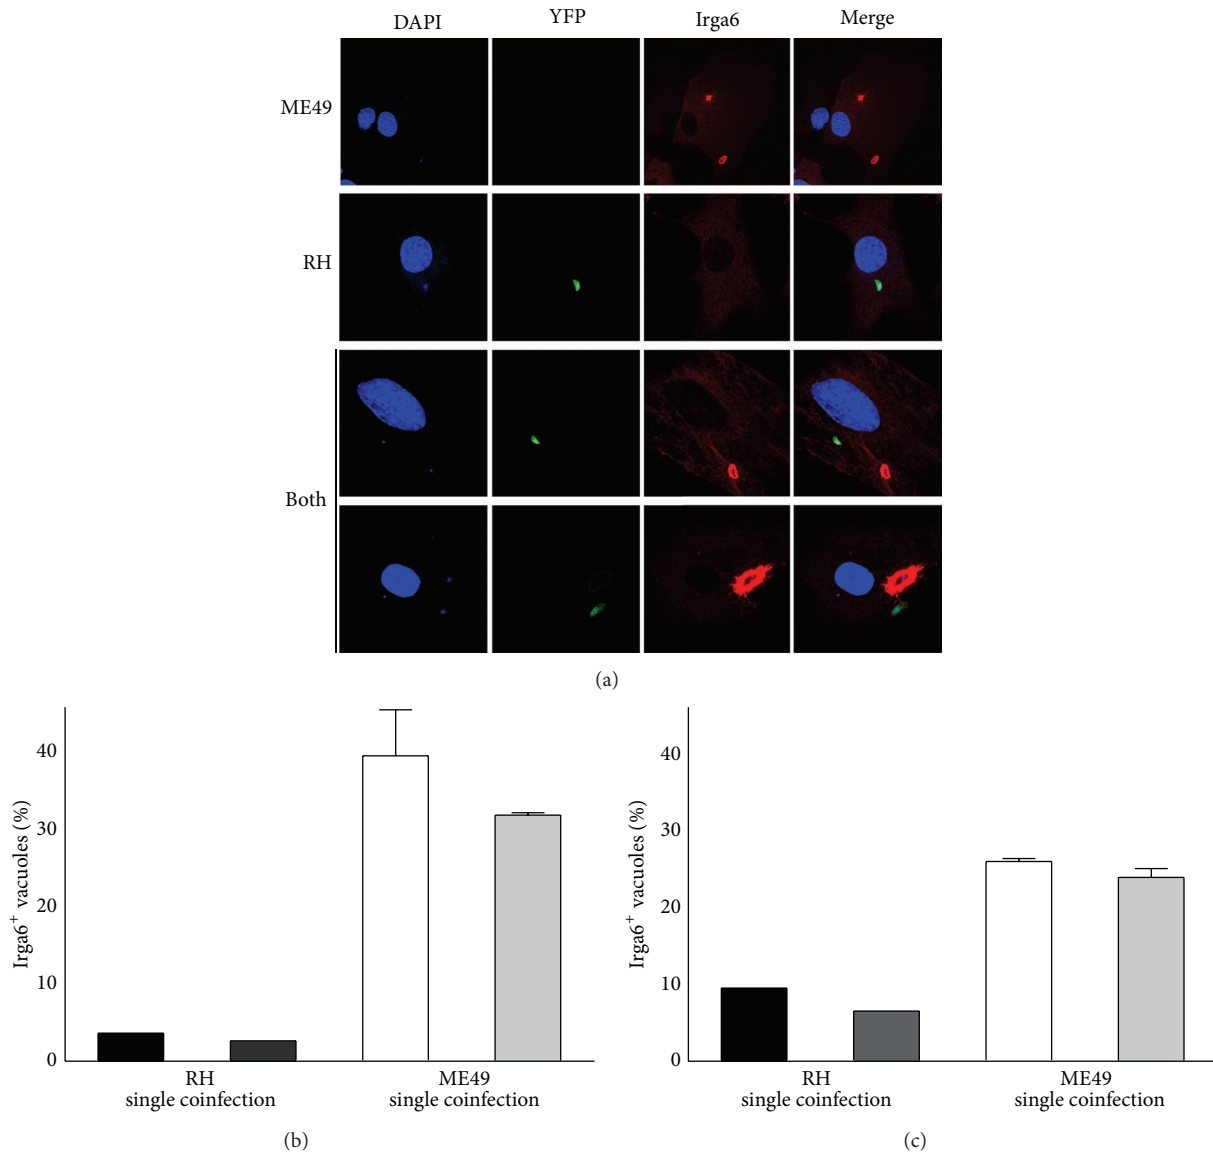 DAPI YFP Irga6 Merge
ME49
RH
Both
(a)
Irga6+ vacuoles (%)
40
30
20
10
0
RH ME49
single coinfection single coinfection
(b)
Irga6+ vacuoles (%)
40
30
20
10
0
RH ME49
single coinfection single coinfection
(c)